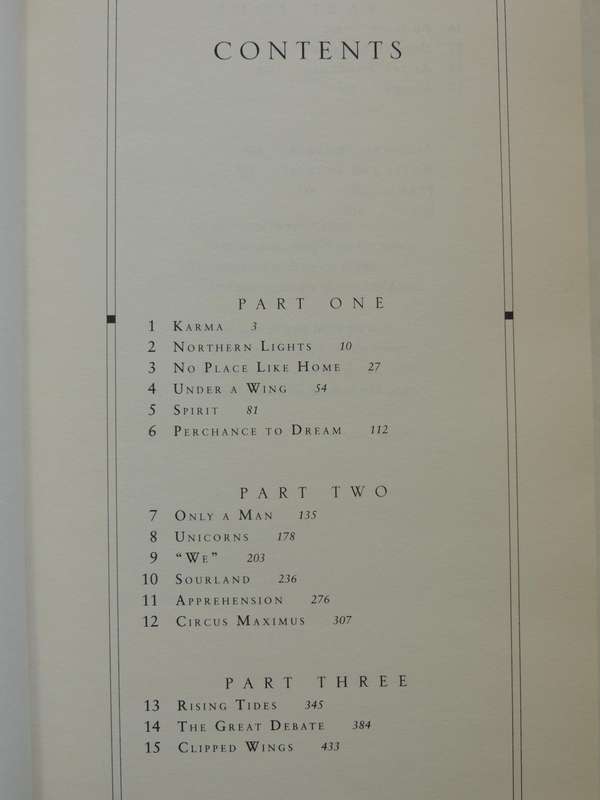 CONTENTS
PART ONE
1 KARMA 3
2 NORTHERN LIGHTS 10
3 NO PLACE LIKE HOME 27
4 UNDER A WING 54
5 SPIRIT 81
6 PERCHANCE TO DREAM 112
PART TWO
7 ONLY A MAN 135
8 UNICORNS 178
9 “WE” 203
10 SOURLAND 236
11 APPREHENSION 276
12 CIRCUS MAXIMUS 307
PART THREE
13 RISING TIDES 345
14 THE GREAT DEBATE 384
15 CLIPPED WINGS 433